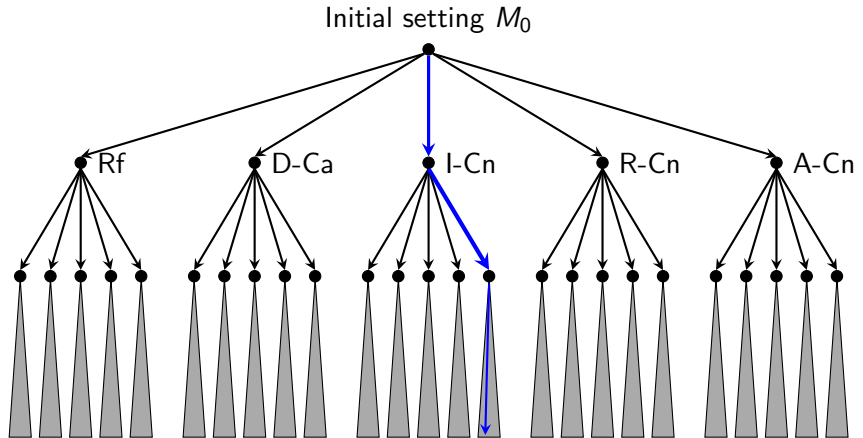 Initial setting M₀
Rf
D-Ca
I-Cn
R-Cn
A-Cn